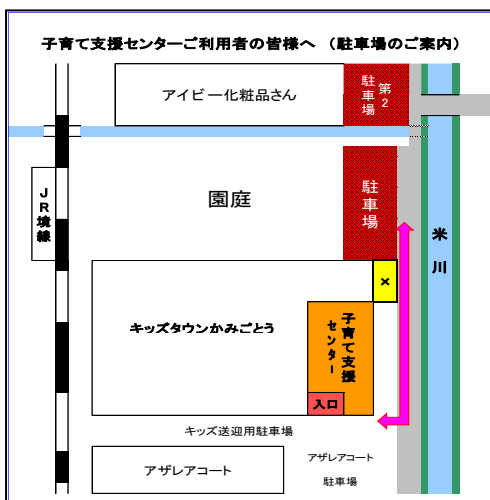 子育て支援センターご利用者の皆様へ （駐車場のご案内）
アイビー化粧品さん
第2
駐車場
駐車場
園庭
JR境線
米川
×
キッズタウンかみごとう
子育て支援
センター
入口
キッズ送迎用駐車場
アザレアコート
アザレアコート
駐車場